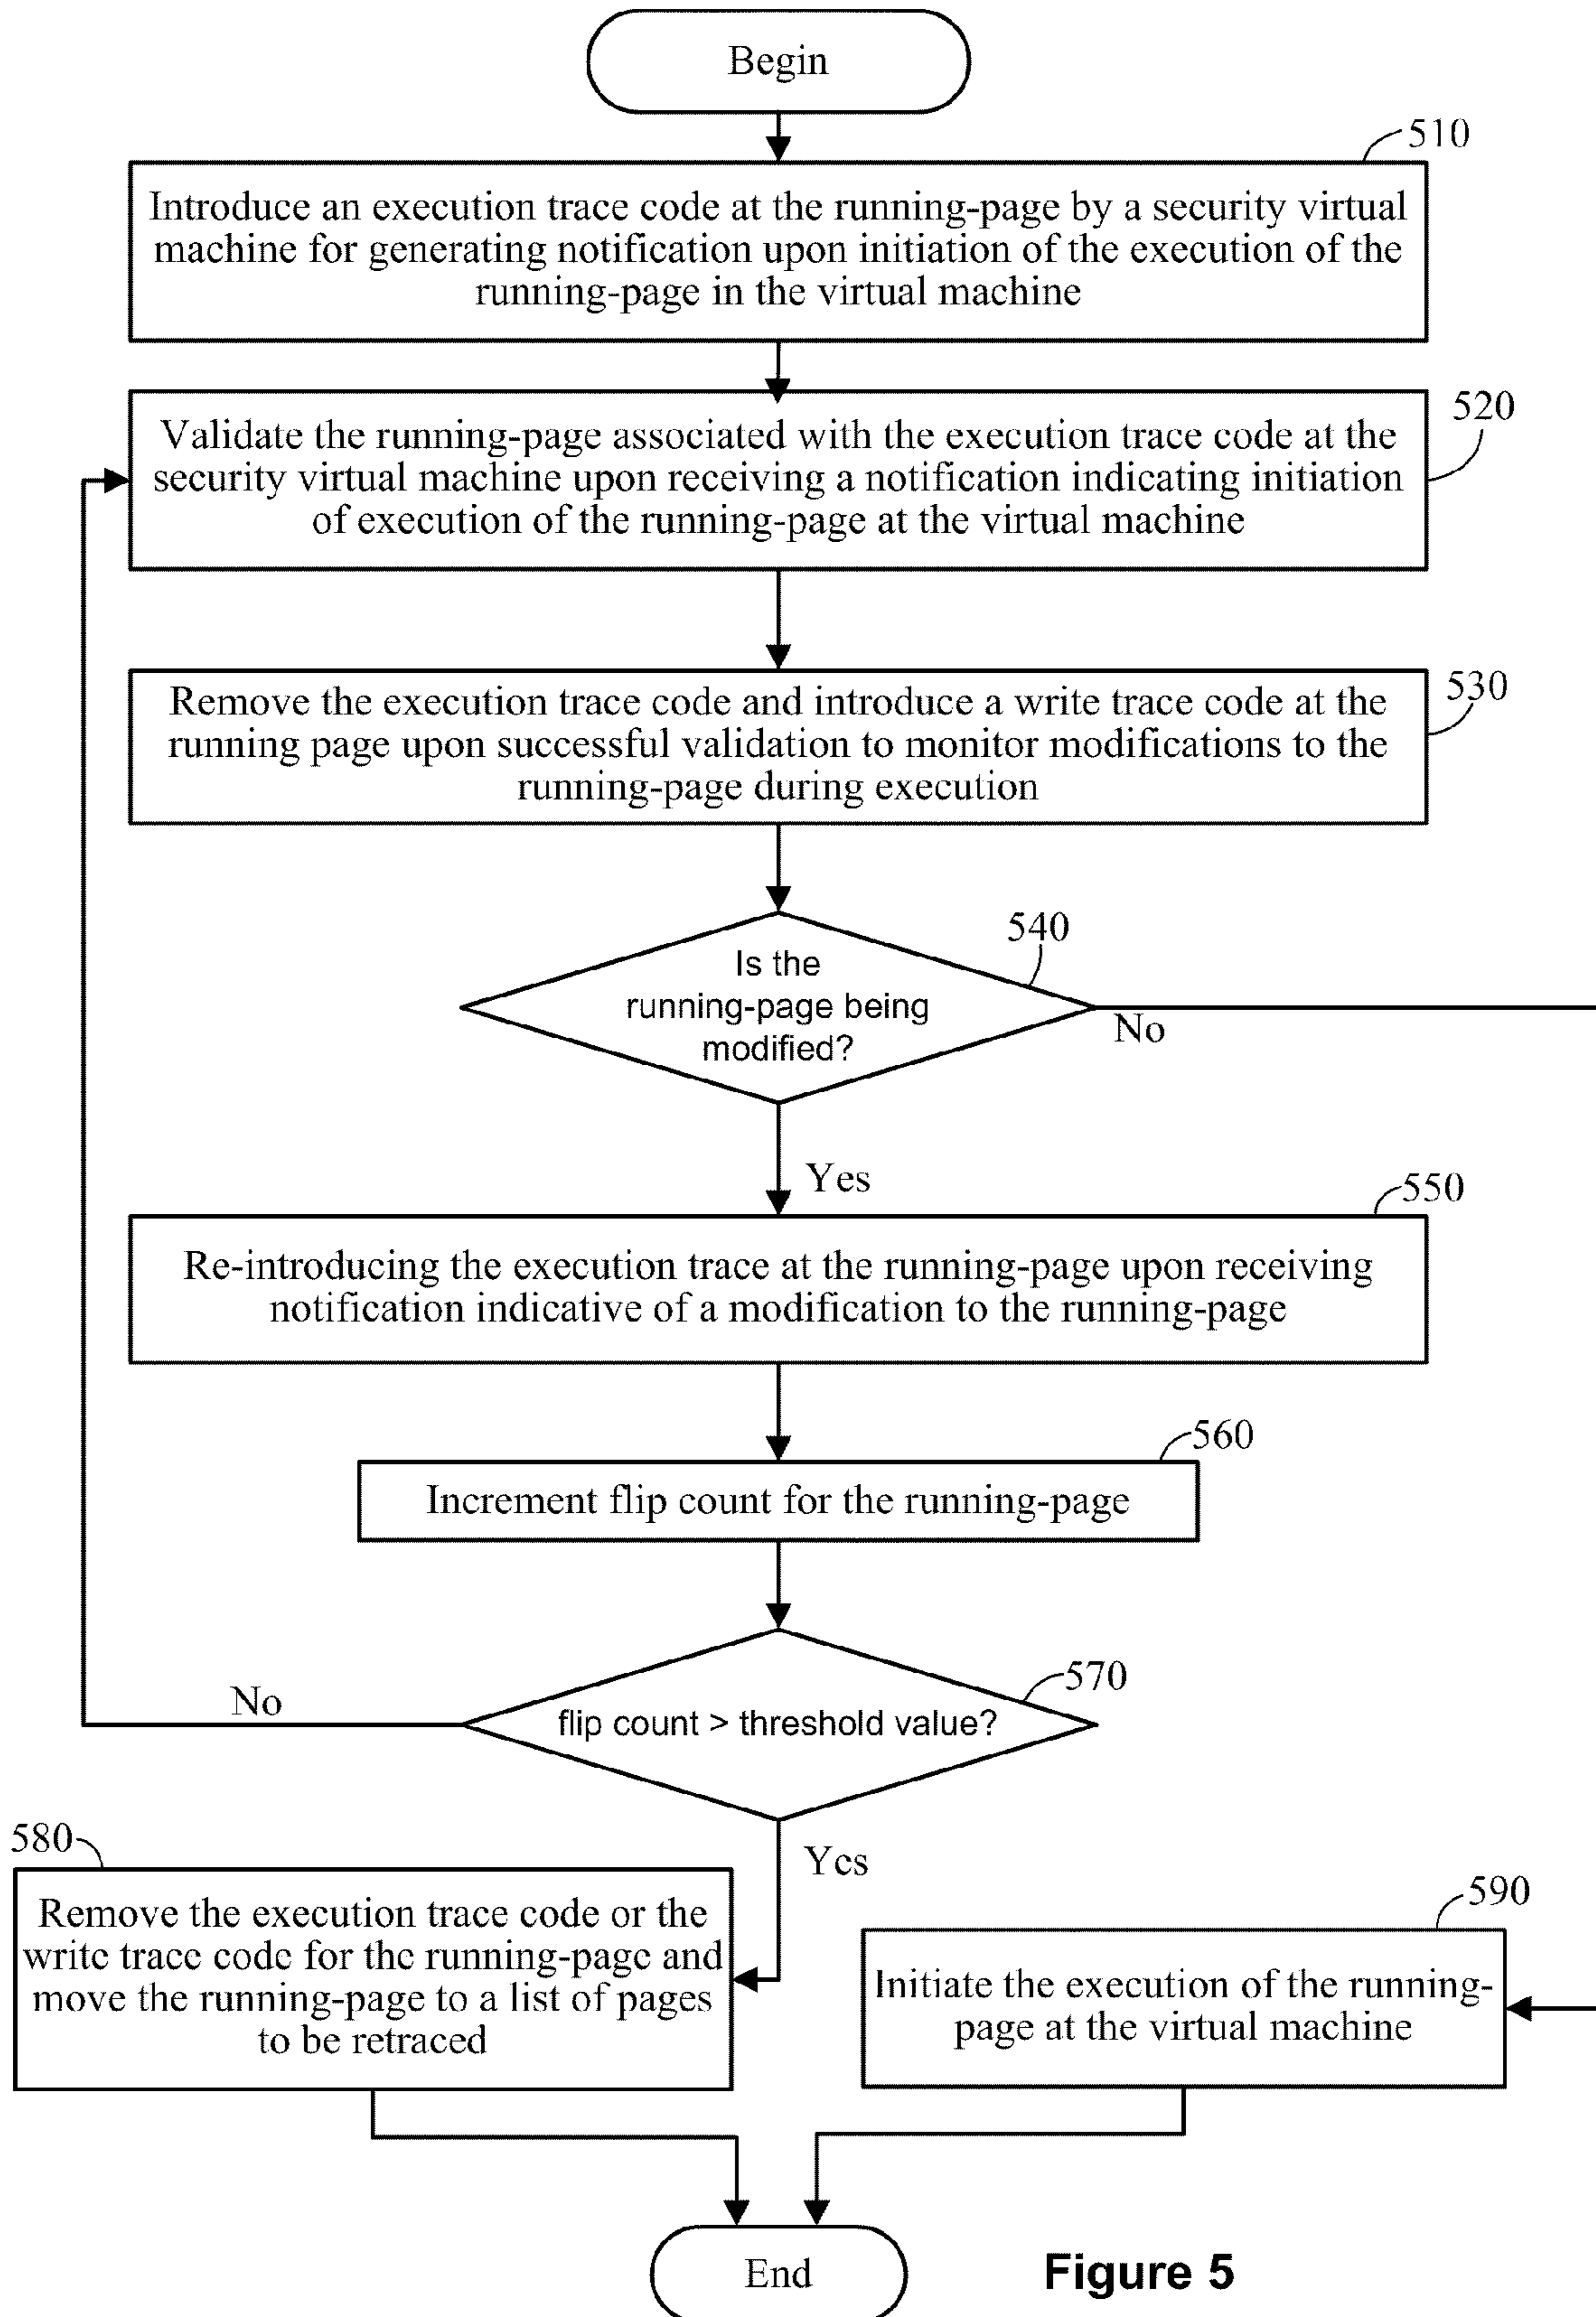 Begin
510
Introduce an execution trace code at the running-page by a security virtual
machine for generating notification upon initiation of the execution of the
running-page in the virtual machine
520
Validate the running-page associated with the execution trace code at the
security virtual machine upon receiving a notification indicating initiation
of execution of the running-page at the virtual machine
530
Remove the execution trace code and introduce a write trace code at the
running page upon successful validation to monitor modifications to the
running-page during execution
540
Is the
running-page being
modified?
No
Yes
550
Re-introducing the execution trace at the running-page upon receiving
notification indicative of a modification to the running-page
560
Increment flip count for the running-page
570
flip count > threshold value?
No
Yes
580
Remove the execution trace code or the
write trace code for the running-page and
move the running-page to a list of pages
to be retraced
590
Initiate the execution of the running-
page at the virtual machine
End
Figure 5